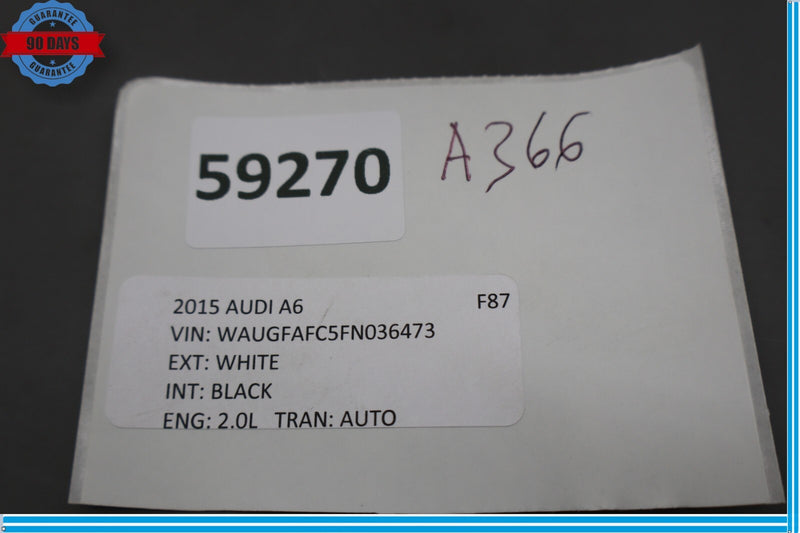 GUARANTEE
90 DAYS
GUARANTEE
59270
A366
2015 AUDI A6 F87
VIN: WAUGFAFC5FN036473
EXT: WHITE
INT: BLACK
ENG: 2.0L TRAN: AUTO